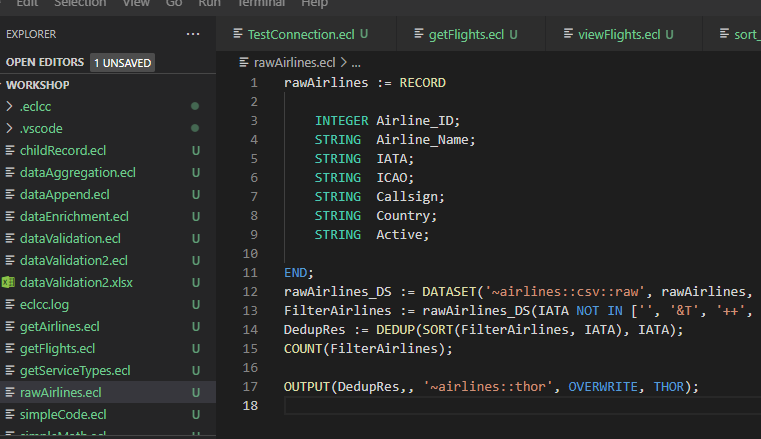 Edit Selection View Go Run Terminal Help
EXPLORER ...
OPEN EDITORS 1 UNSAVED
WORKSHOP
.eclcc
.vscode
childRecord.ecl U
dataAggregation.ecl U
dataAppend.ecl U
dataEnrichment.ecl U
dataValidation.ecl U
dataValidation2.ecl U
dataValidation2.xlsx U
eclcc.log U
getAirlines.ecl U
getFlights.ecl U
getServiceTypes.ecl U
rawAirlines.ecl U
simpleCode.ecl U
simpleMath.ecl U
TestConnection.ecl U getFlights.ecl U viewFlights.ecl U sort_
rawAirlines.ecl > ...
1 rawAirlines := RECORD
2
3 INTEGER Airline_ID;
4 STRING Airline_Name;
5 STRING IATA;
6 STRING ICAO;
7 STRING Callsign;
8 STRING Country;
9 STRING Active;
10
11 END;
12 rawAirlines_DS := DATASET('~airlines::csv::raw', rawAirlines,
13 FilterAirlines := rawAirlines_DS(IATA NOT IN ['', '&T', '++',
14 DedupRes := DEDUP(SORT(FilterAirlines, IATA), IATA);
15 COUNT(FilterAirlines);
16
17 OUTPUT(DedupRes,, '~airlines::thor', OVERWRITE, THOR);
18